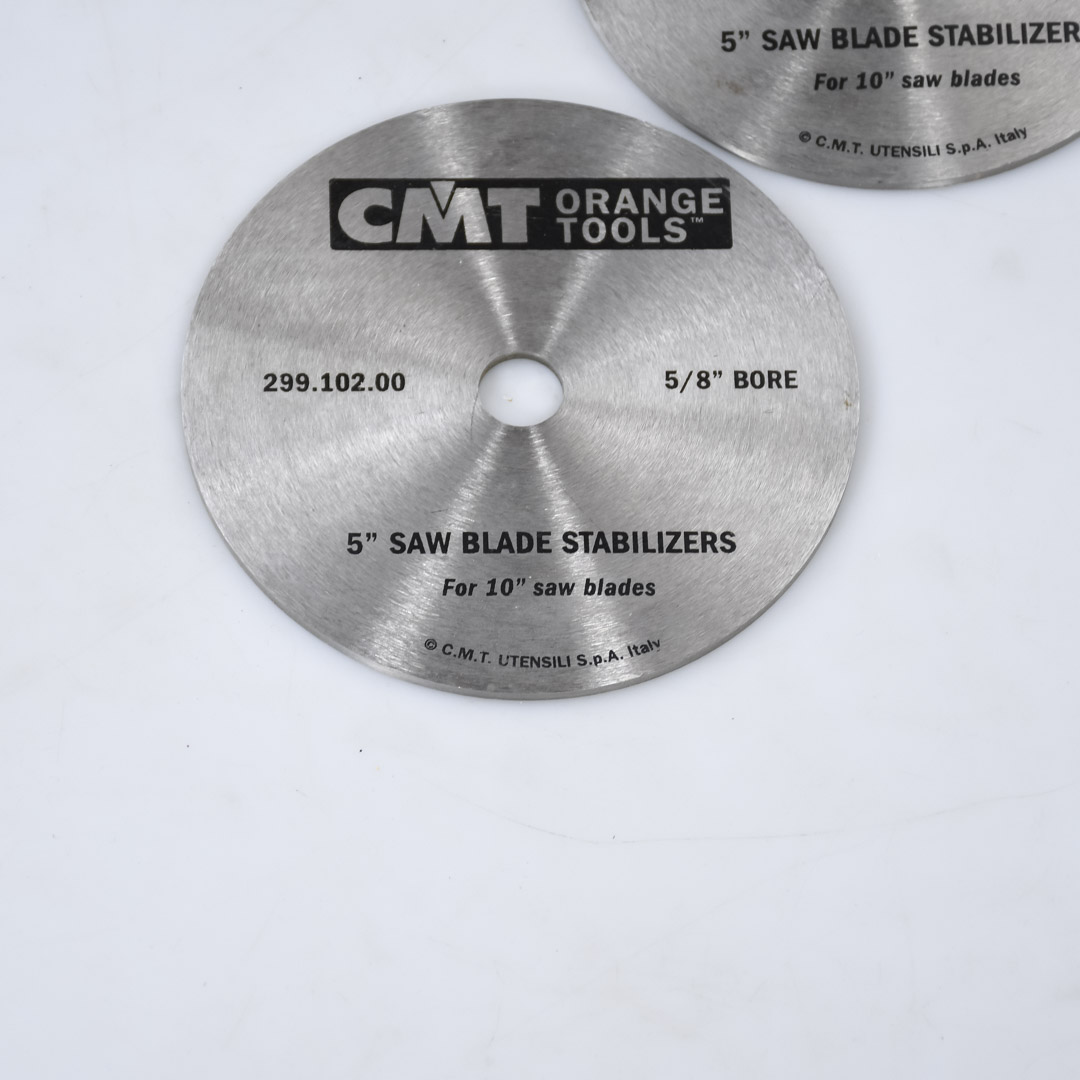 5” SAW BLADE STABILIZER
For 10” saw blades
© C.M.T. UTENSILI S.p.A. Italy
CMT ORANGE TOOLS™
299.102.00
5/8” BORE
5” SAW BLADE STABILIZERS
For 10” saw blades
© C.M.T. UTENSILI S.p.A. Italy